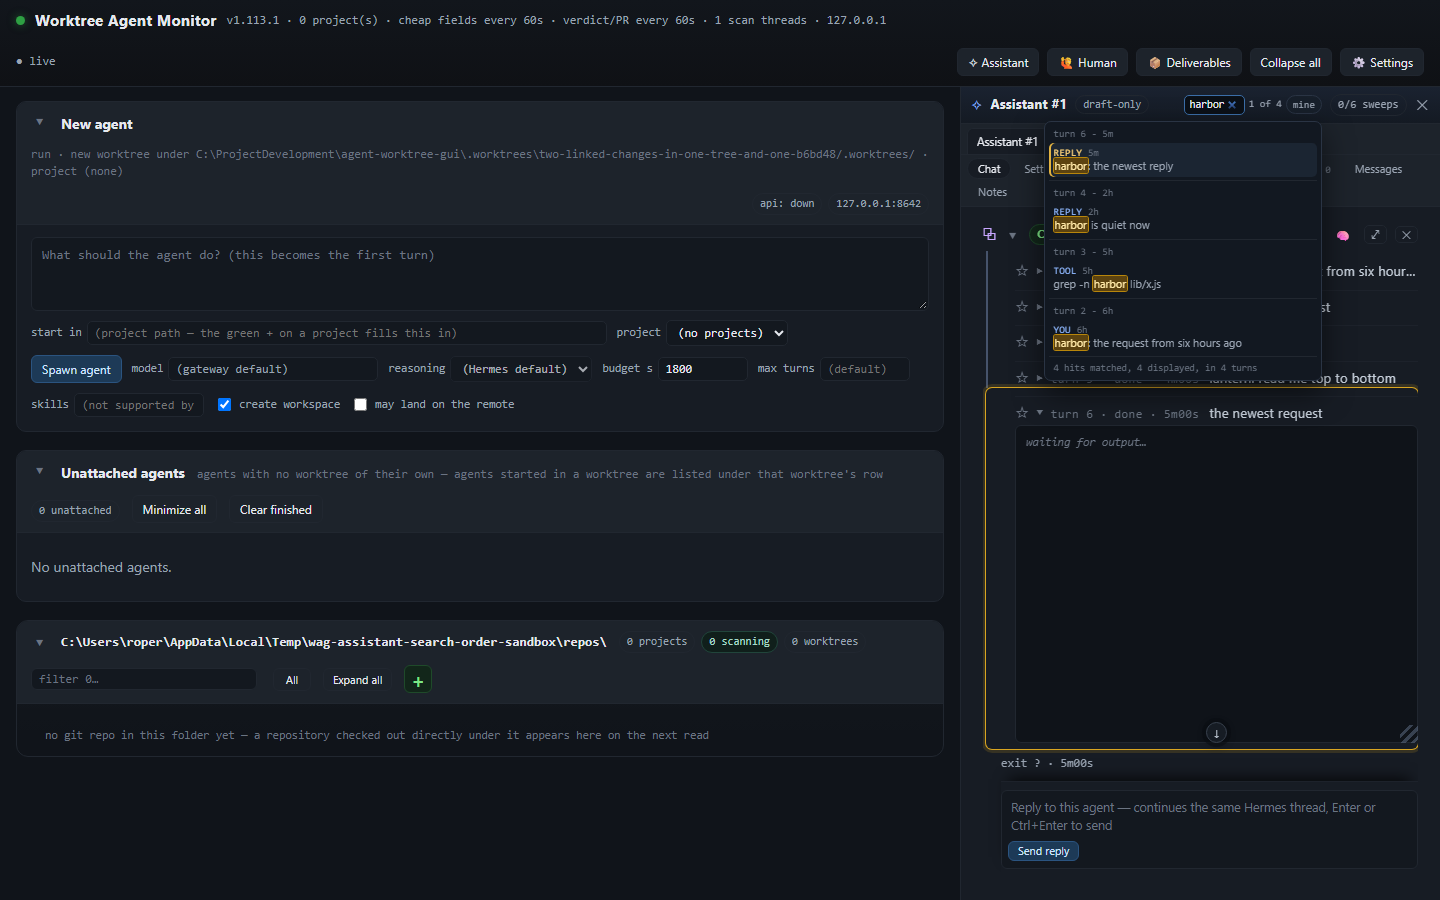 Worktree Agent Monitor v1.113.1 · 0 project(s) · cheap fields every 60s · verdict/PR every 60s · 1 scan threads · 127.0.0.1
live
Assistant
Human
Deliverables
Collapse all
Settings
New agent
run · new worktree under C:\ProjectDevelopment\agent-worktree-gui\.worktrees\two-linked-changes-in-one-tree-and-one-b6bd48/.worktrees/ ·
project (none)
api: down 127.0.0.1:8642
What should the agent do? (this becomes the first turn)
start in (project path — the green + on a project fills this in) project (no projects)
Spawn agent model (gateway default) reasoning (Hermes default) budget s 1800 max turns (default)
skills (not supported by create workspace may land on the remote
Unattached agents agents with no worktree of their own — agents started in a worktree are listed under that worktree's row
0 unattached Minimize all Clear finished
No unattached agents.
C:\Users\roper\AppData\Local\Temp\wag-assistant-search-order-sandbox\repos\ 0 projects 0 scanning 0 worktrees
filter 0… All Expand all +
no git repo in this folder yet — a repository checked out directly under it appears here on the next read
Assistant #1 draft-only harbor × 1 of 4 mine 0/6 sweeps
Assistant #1
Chat Sett 0 Messages
Notes
turn 6 - 5m
REPLY 5m
harbor: the newest reply
turn 4 - 2h
REPLY 2h
harbor is quiet now
turn 3 - 5h
TOOL 5h
grep -n harbor lib/x.js
turn 2 - 6h
YOU 6h
harbor: the request from six hours ago
4 hits matched, 4 displayed, in 4 turns
from six hour...
st
top to bottom
turn 6 · done · 5m00s the newest request
waiting for output…
exit ? · 5m00s
Reply to this agent — continues the same Hermes thread, Enter or
Ctrl+Enter to send
Send reply